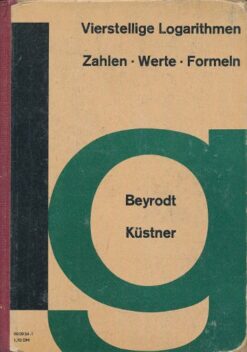 Vierstellige Logarithmen
Zahlen · Werte · Formeln
lg
Beyrodt
Küstner